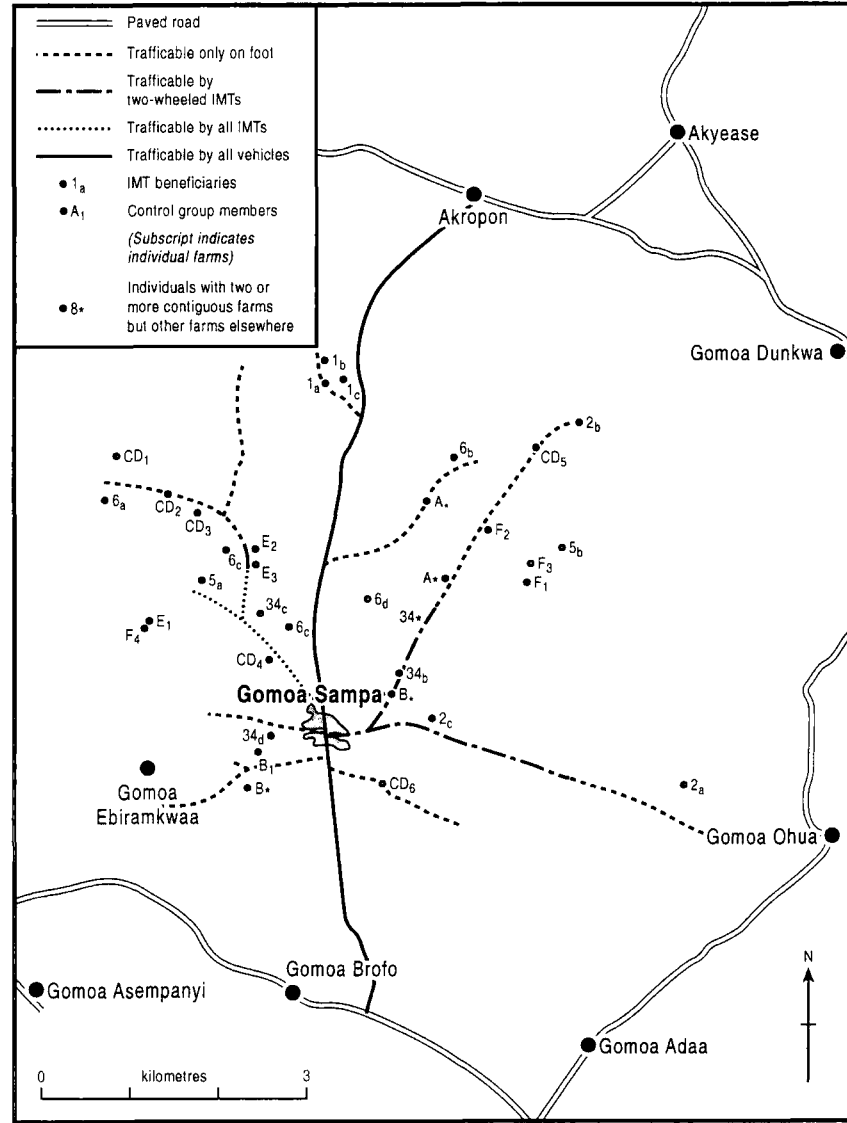 Paved road
Trafficable only on foot
Trafficable by
two-wheeled IMTs
Trafficable by all IMTs
Trafficable by all vehicles
1a IMT beneficiaries
A1 Control group members
(Subscript indicates
individual farms)
8* Individuals with two or
more contiguous farms
but other farms elsewhere
Akyease
Akropon
Gomoa Dunkwa
1b
1a
1c
2b
CD1
6b
CD5
6a
CD2
A*
CD3
F2
E2
6c
5b
E3
F3
5a
A*
F1
34c
6d
E1
34*
F4
6c
CD4
34b
Gomoa Sampa
B*
2c
34d
B1
Gomoa
Ebiramkwaa
B*
CD6
2a
Gomoa Ohua
Gomoa Brofo
Gomoa Asempanyi
N
Gomoa Adaa
0 kilometres 3